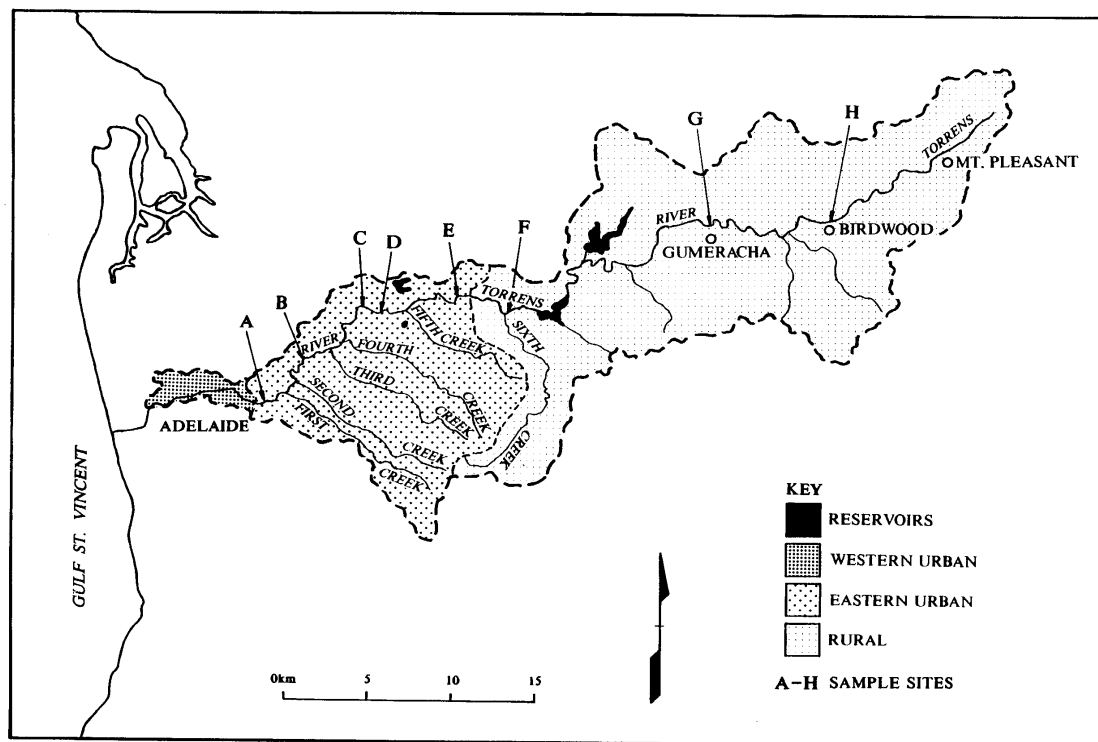 G
H
TORRENS
MT. PLEASANT
C
D
E
F
RIVER
BIRDWOOD
GUMERACHA
TORRENS
A
B
RIVER
FIFTH CREEK
SIXTH
CREEK
FOURTH
CREEK
THIRD
CREEK
SECOND
CREEK
FIRST
CREEK
ADELAIDE
GULF ST. VINCENT
KEY
RESERVOIRS
WESTERN URBAN
EASTERN URBAN
RURAL
A-H SAMPLE SITES
0km 5 10 15